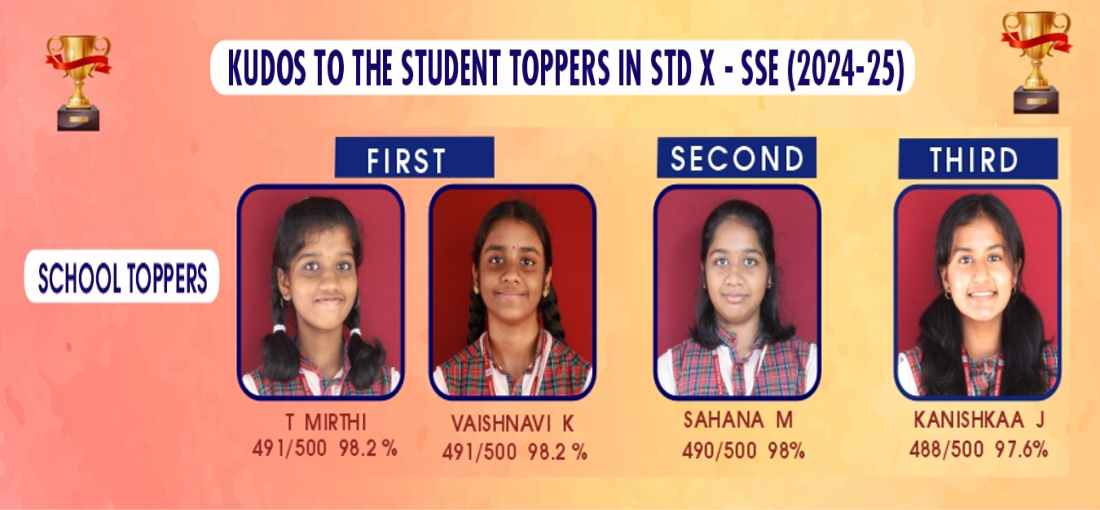 KUDOS TO THE STUDENT TOPPERS IN STD X - SSE (2024-25)
FIRST
SECOND
THIRD
SCHOOL TOPPERS
T MIRTHI
491/500 98.2 %
VAISHNAVI K
491/500 98.2 %
SAHANA M
490/500 98%
KANISHKAA J
488/500 97.6%